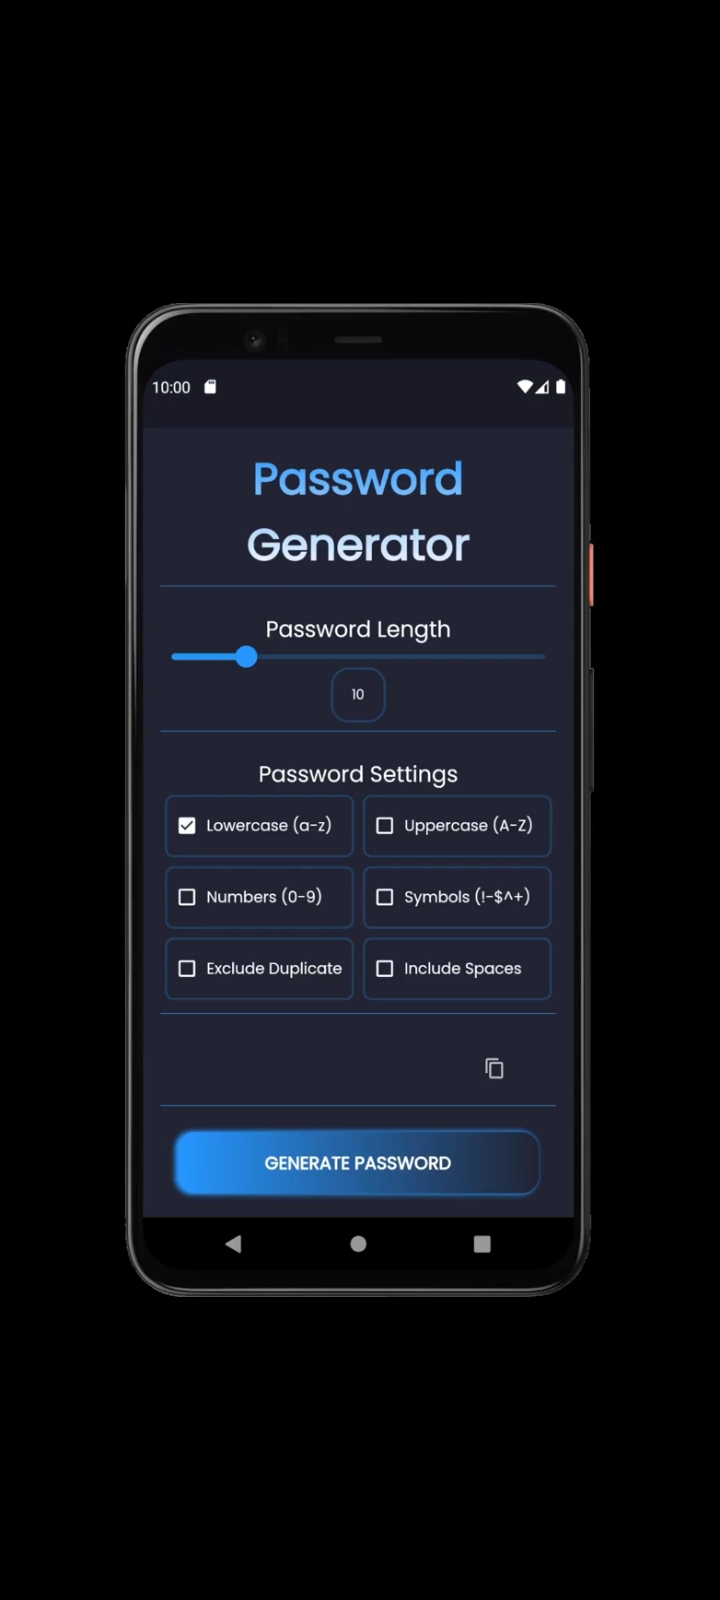 10:00
Password
Generator
Password Length
10
Password Settings
Lowercase (a-z)
Uppercase (A-Z)
Numbers (0-9)
Symbols (!-$^+)
Exclude Duplicate
Include Spaces
GENERATE PASSWORD